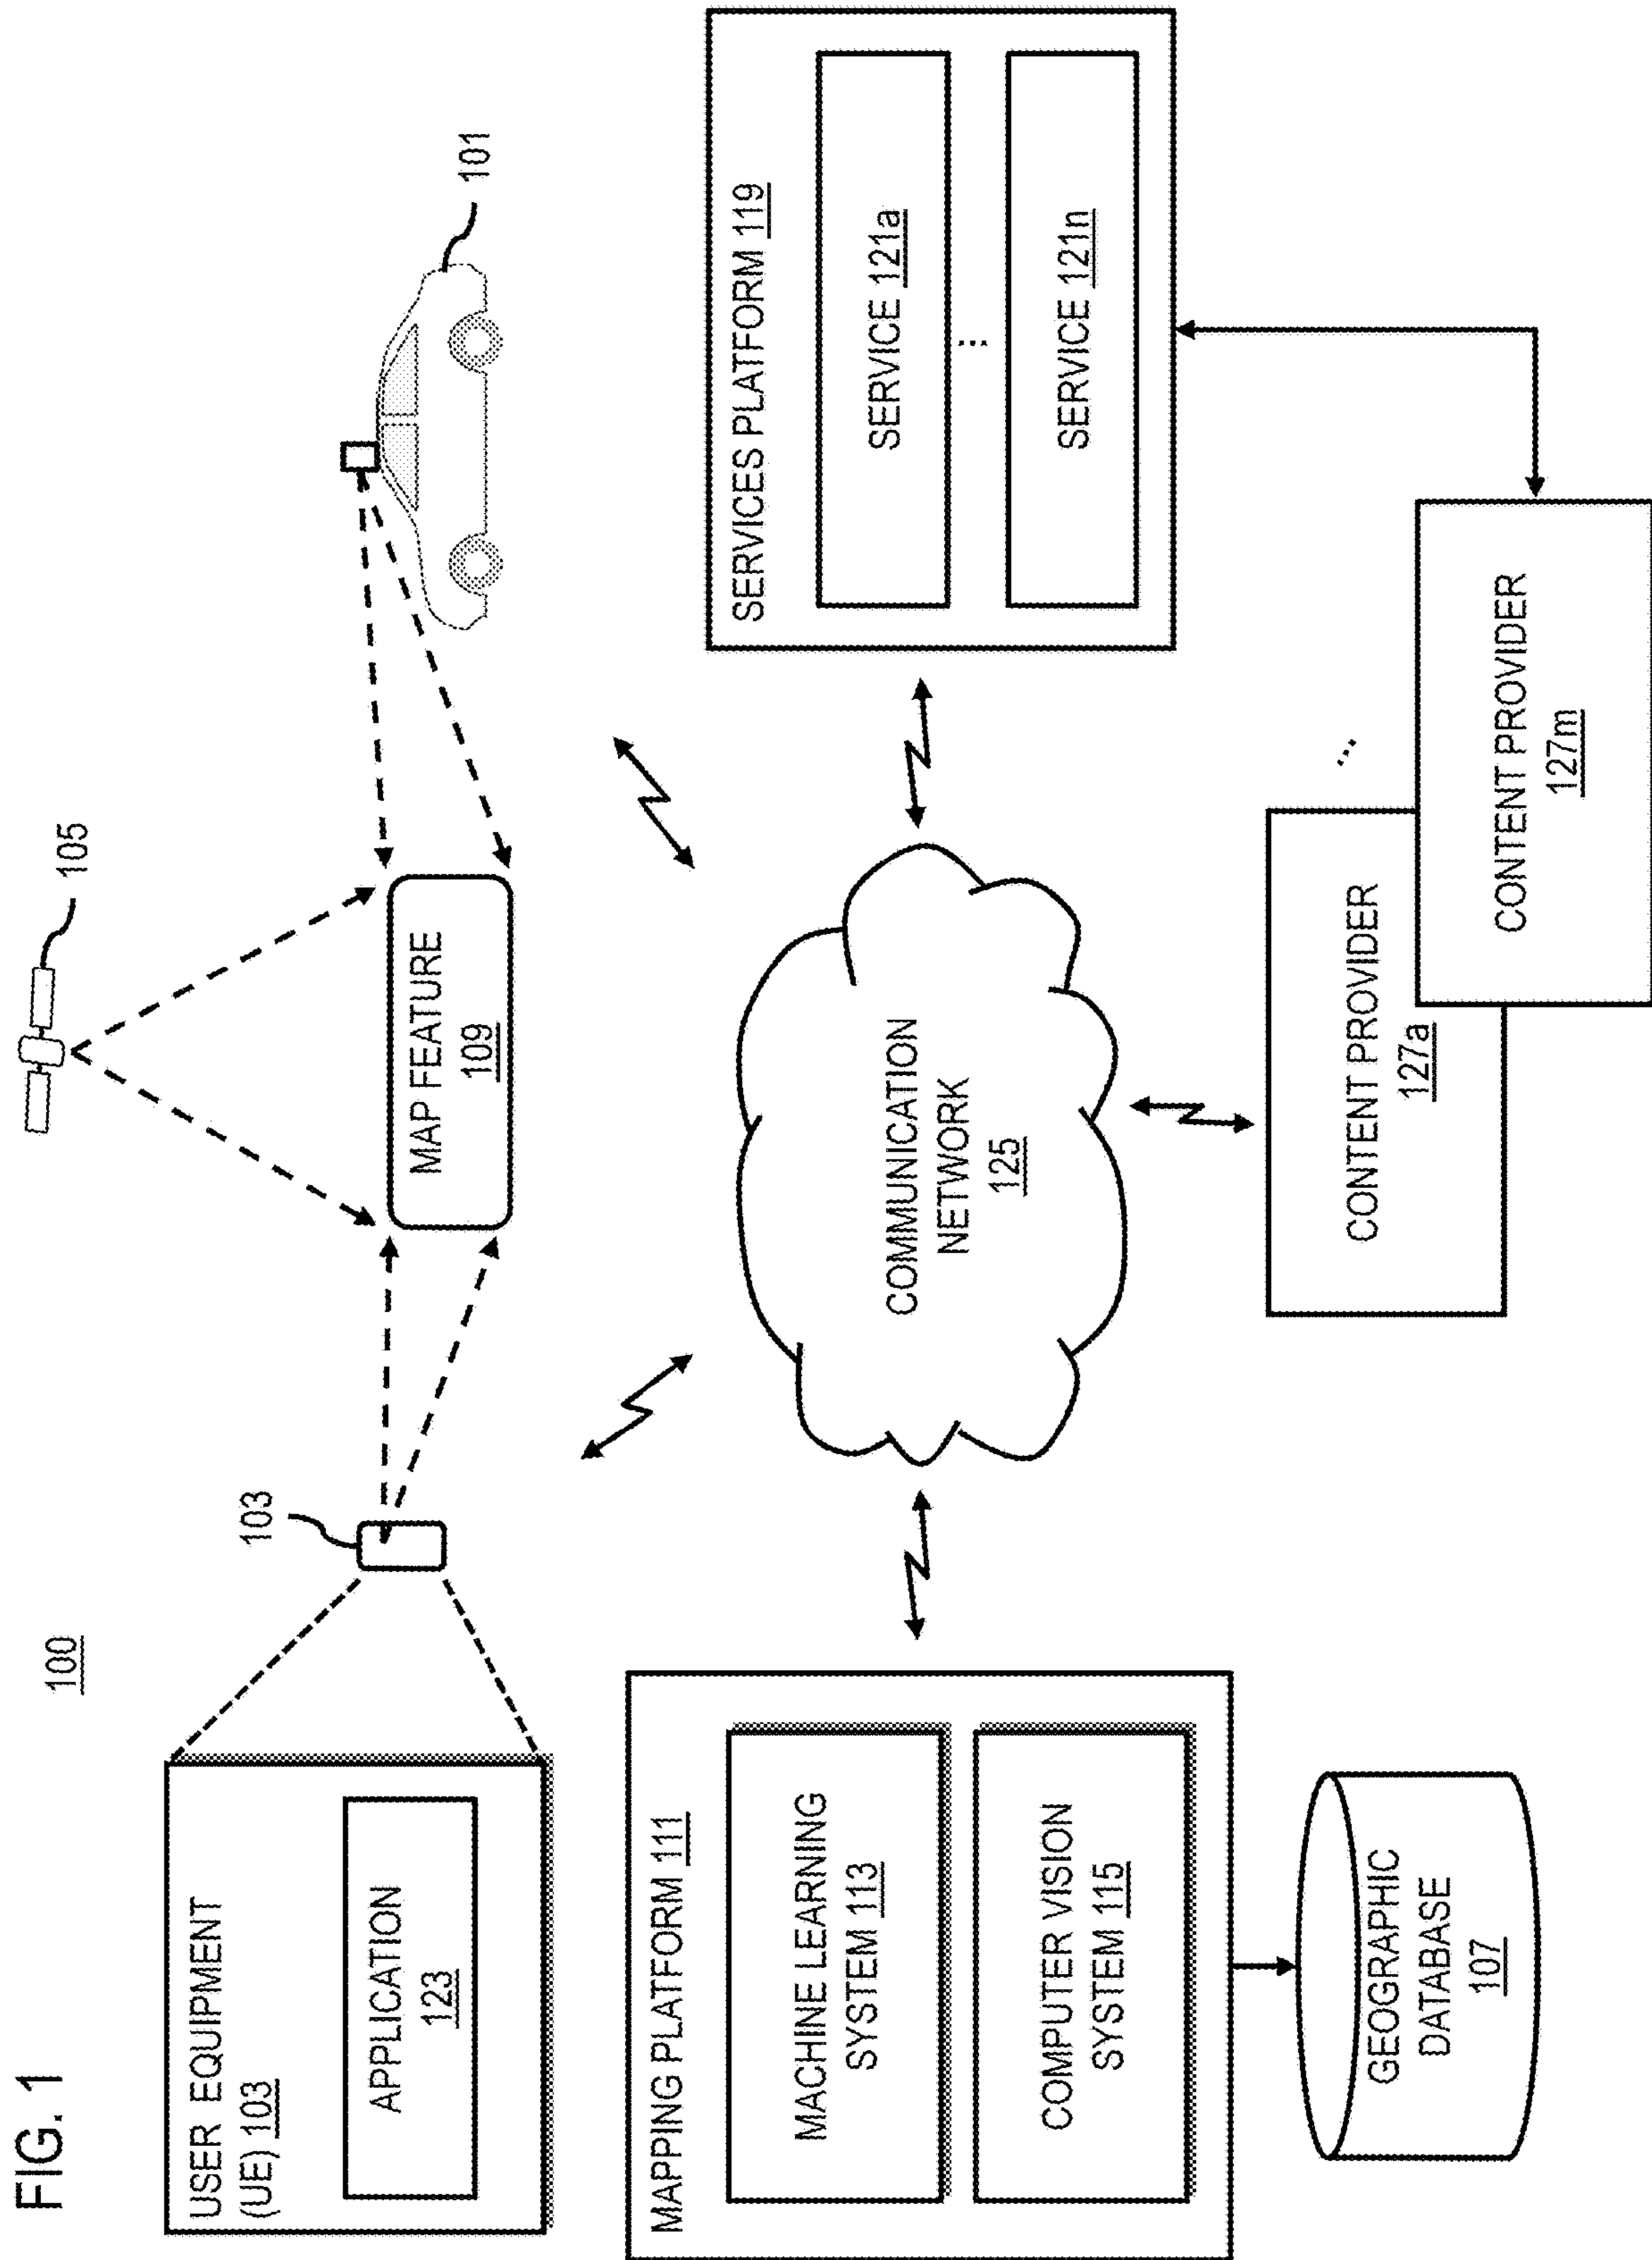 FIG. 1
100
105
USER EQUIPMENT
(UE) 103
APPLICATION
123
103
MAP FEATURE
109
101
MAPPING PLATFORM 111
MACHINE LEARNING
SYSTEM 113
COMPUTER VISION
SYSTEM 115
GEOGRAPHIC
DATABASE
107
COMMUNICATION
NETWORK
125
SERVICES PLATFORM 119
SERVICE 121a
...
SERVICE 121n
CONTENT PROVIDER
127a
...
CONTENT PROVIDER
127m